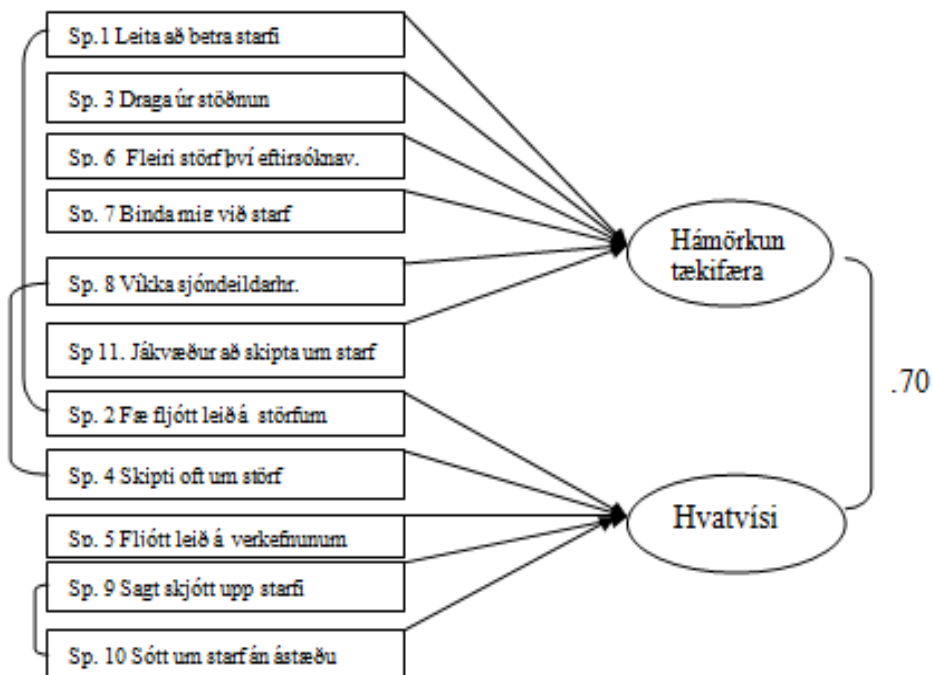 Sp.1 Leita að betra starfi
Sp. 3 Draga úr stöðnun
Sp. 6 Fleiri störf því eftirsóknav.
Sp. 7 Binda mig við starf
Sp. 8 Víkka sjóndeildarhr.
Sp 11. Jákvæður að skipta um starf
Sp. 2 Fæ fljótt leið á störfum
Sp. 4 Skipti oft um störf
Sp. 5 Fljótt leið á verkefnunum
Sp. 9 Sagt skjótt upp starfi
Sp. 10 Sótt um starf án ástæðu
Hámörkun
tækifæra
.70
Hvatvísi